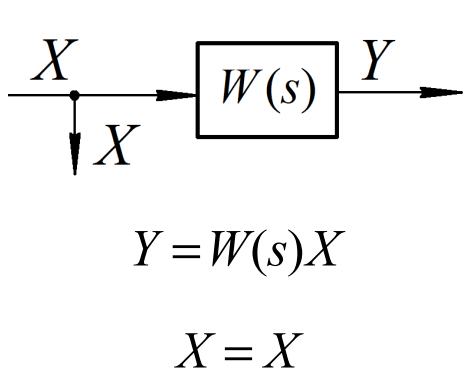 X
W(s)
Y
X
Y = W(s)X
X = X